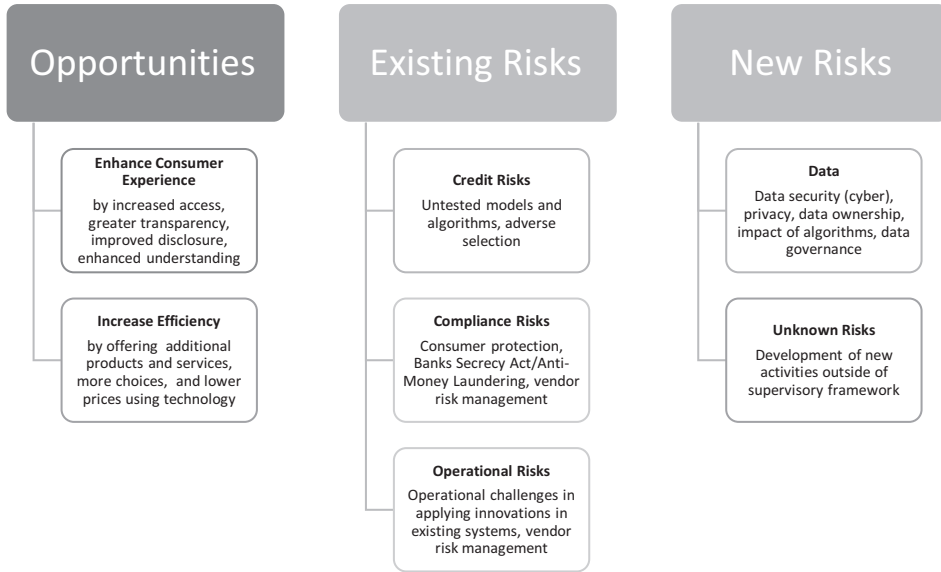 Opportunities
Enhance Consumer
Experience
by increased access,
greater transparency,
improved disclosure,
enhanced understanding
Increase Efficiency
by offering additional
products and services,
more choices, and lower
prices using technology
Existing Risks
Credit Risks
Untested models and
algorithms, adverse
selection
Compliance Risks
Consumer protection,
Banks Secrecy Act/Anti-
Money Laundering, vendor
risk management
Operational Risks
Operational challenges in
applying innovations in
existing systems, vendor
risk management
New Risks
Data
Data security (cyber),
privacy, data ownership,
impact of algorithms, data
governance
Unknown Risks
Development of new
activities outside of
supervisory framework